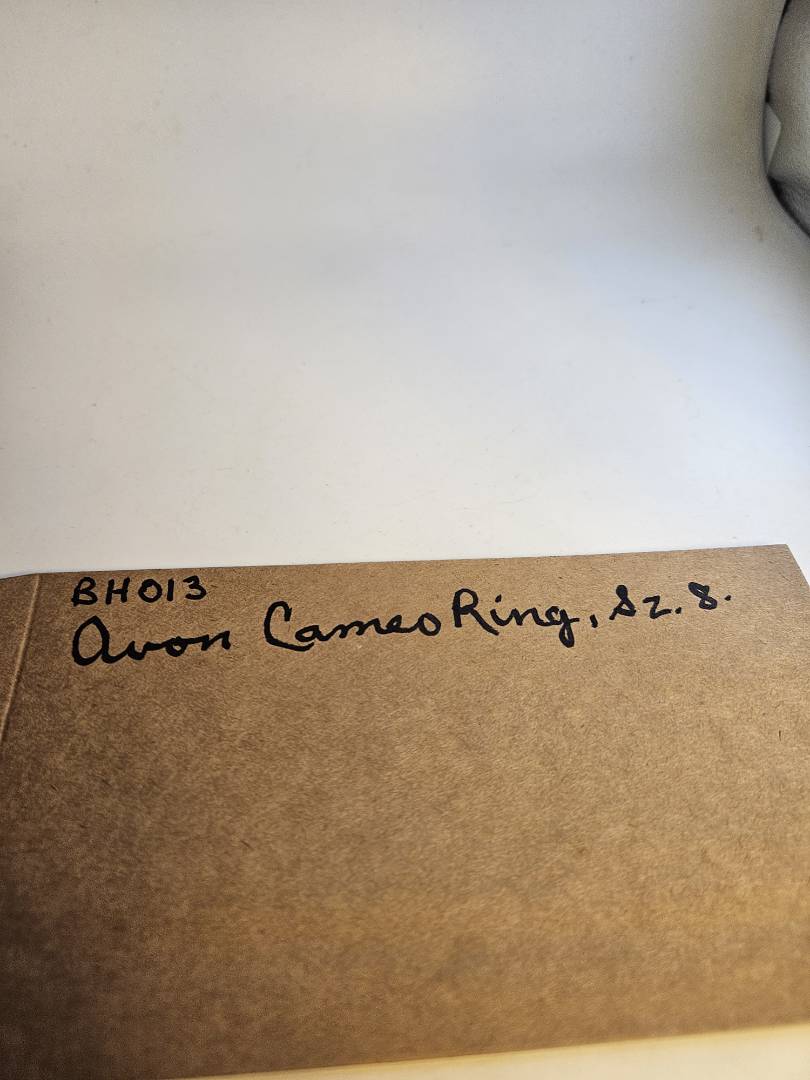 BH013
Avon Cameo Ring, Sz. 8.